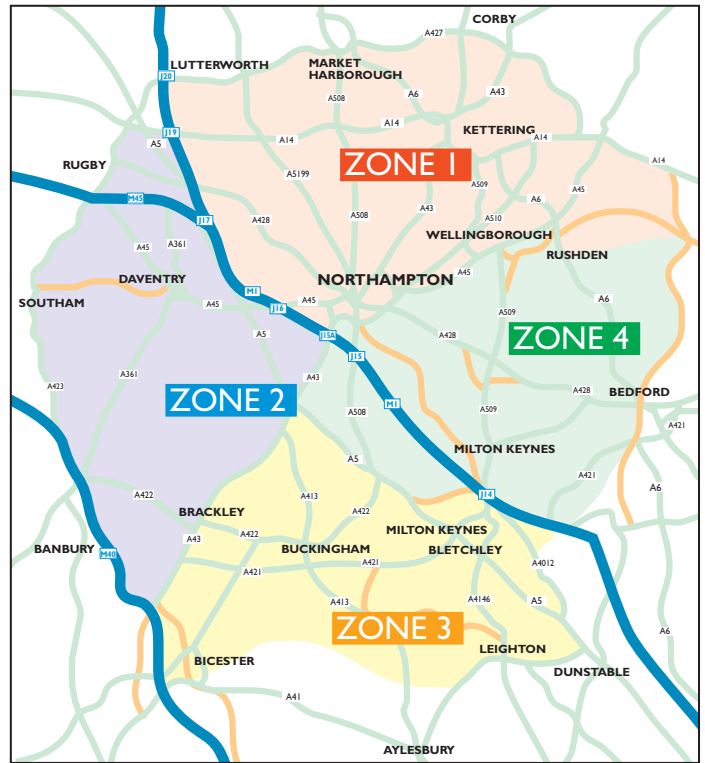 CORBY
A427
LUTTERWORTH
MARKET
HARBOROUGH
J20
A6
A43
A508
J19
A14
A14
KETTERING
A14
A5
RUGBY
A5199
ZONE 1
A14
M45
A509
A6
A45
J17
A428
A508
A43
A510
WELLINGBOROUGH
A45
A361
RUSHDEN
DAVENTRY
NORTHAMPTON
A45
SOUTHAM
M1
A45
A45
J16
A6
A509
A5
J15A
A428
ZONE 4
J15
A361
A43
A423
ZONE 2
M1
A428
BEDFORD
A508
A509
A421
MILTON KEYNES
A5
A421
A6
A422
A413
J14
BRACKLEY
A422
A43
A422
MILTON KEYNES
BANBURY
M40
BUCKINGHAM
BLETCHLEY
A421
A421
A4012
A413
A4146
A5
ZONE 3
A6
LEIGHTON
BICESTER
DUNSTABLE
A41
AYLESBURY